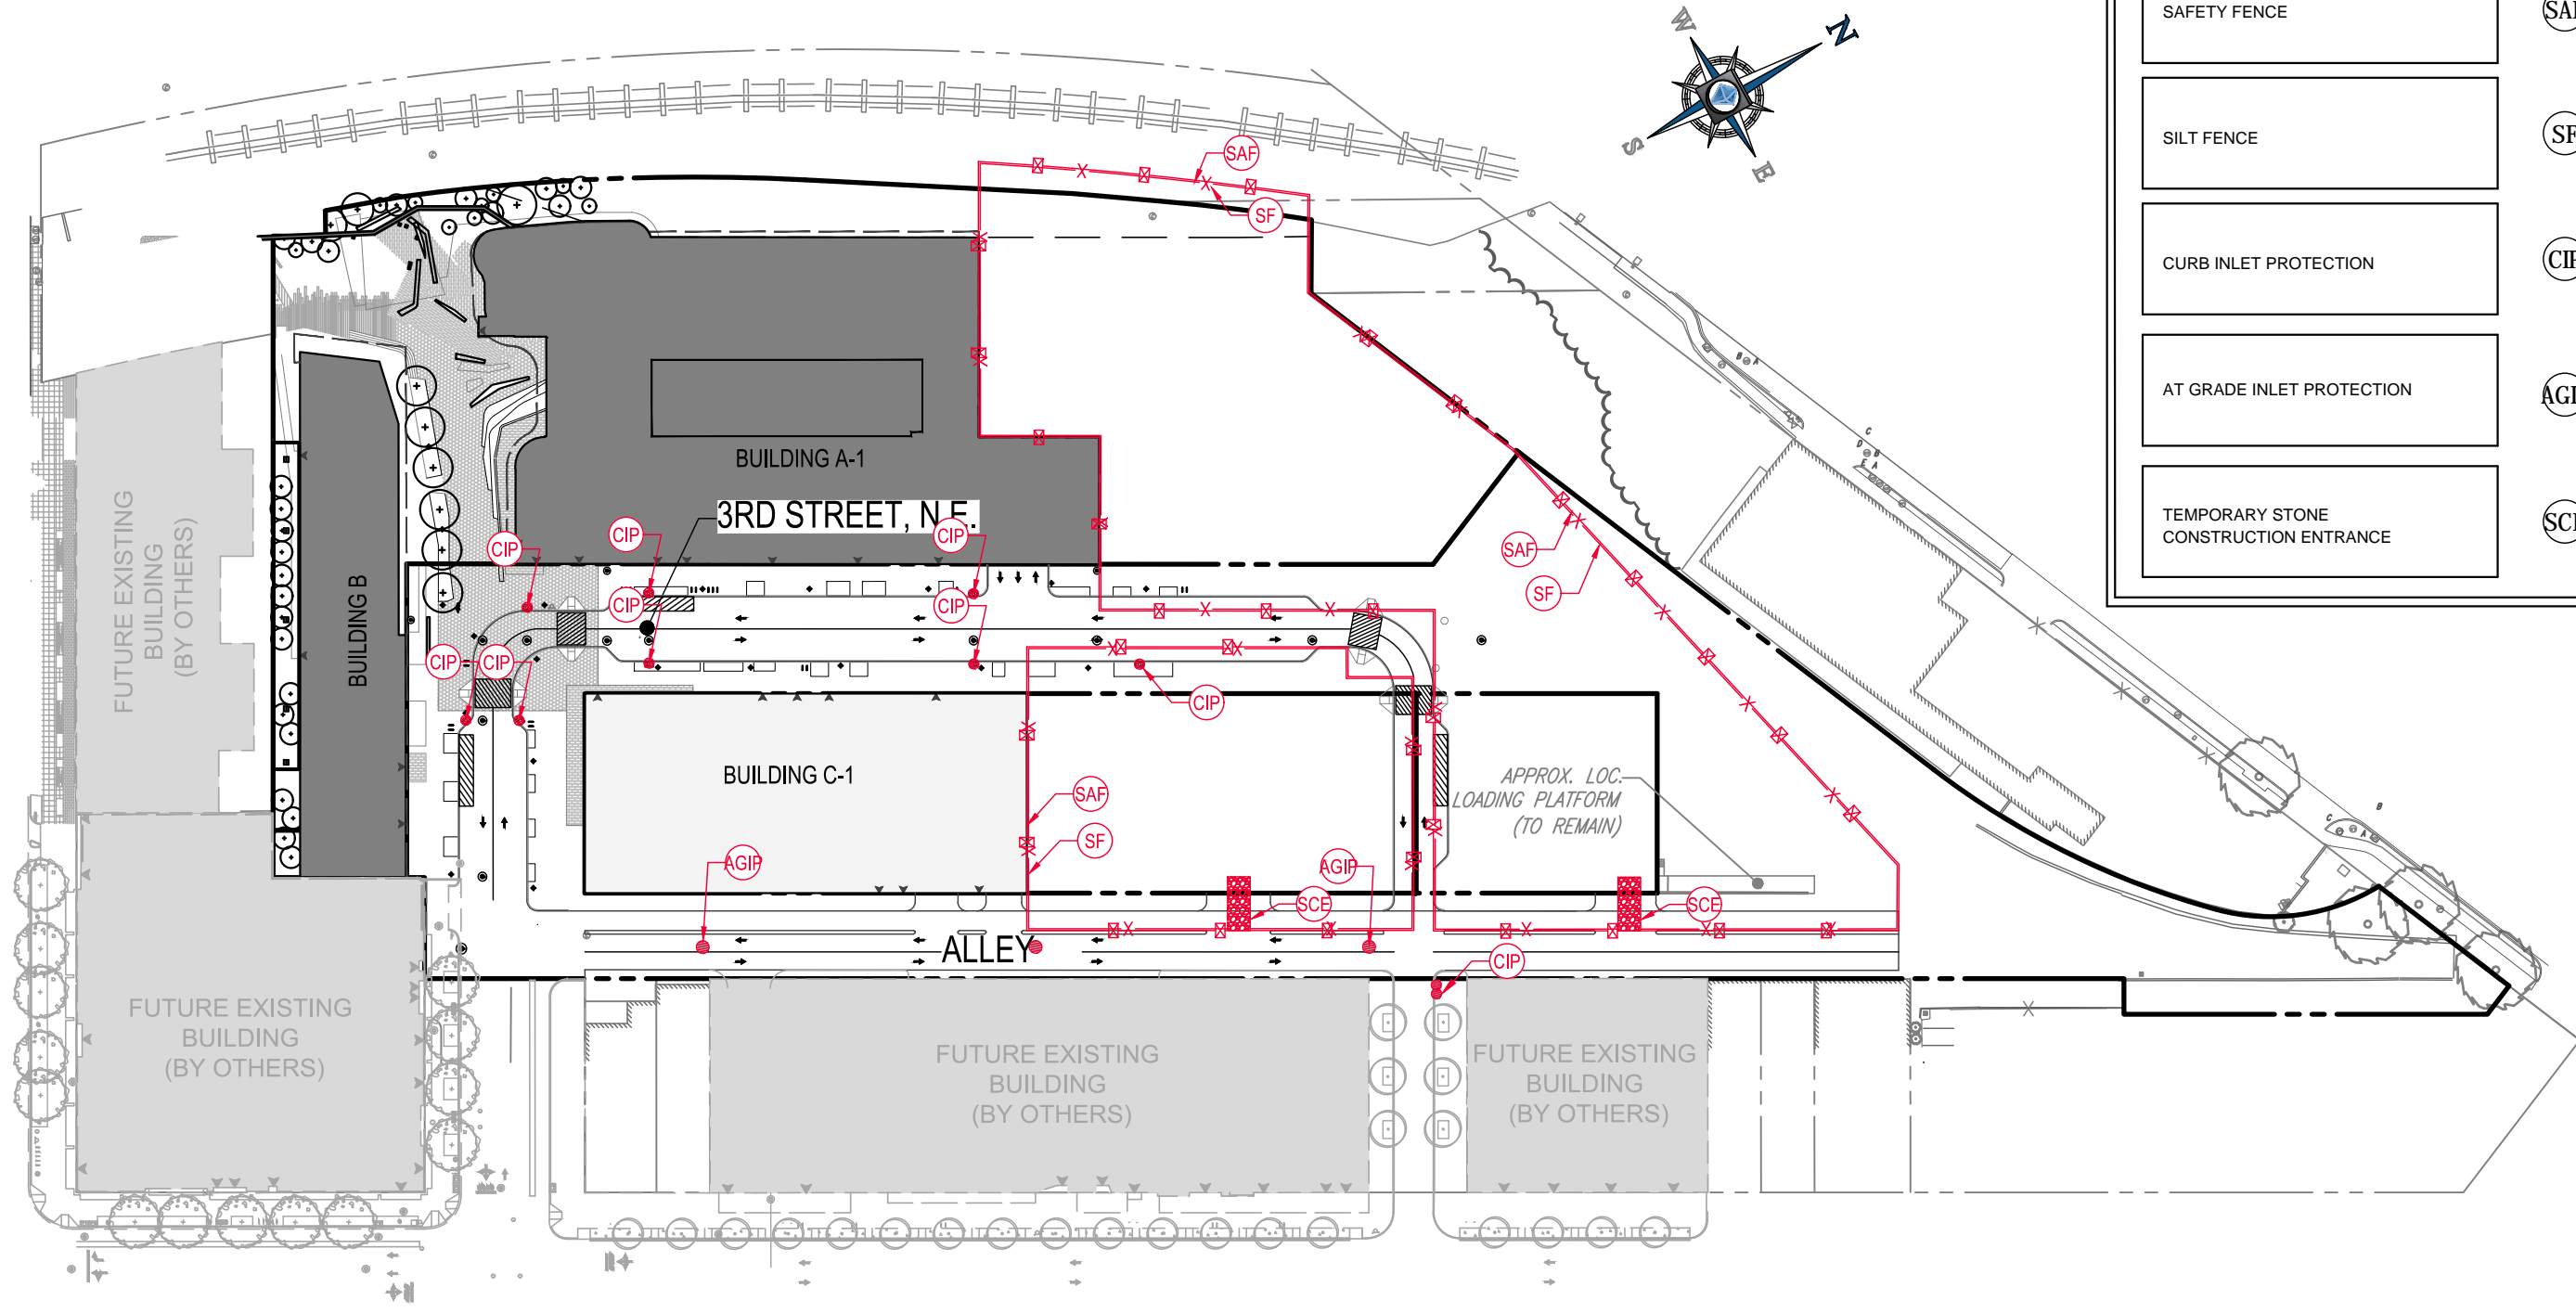 SAFETY FENCE
SILT FENCE
SF
CURB INLET PROTECTION
AT GRADE INLET PROTECTION
TEMPORARY STONE
CONSTRUCTION ENTRANCE
W
N
S
E
SAF
SF
BUILDING A-1
3RD STREET, N.E.
CIP
CIP
CIP
CIP
CIP
CIP
CIP
CIP
SAF
SF
FUTURE EXISTING
BUILDING
(BY OTHERS)
BUILDING B
BUILDING C-1
SAF
SF
APPROX. LOC.
LOADING PLATFORM
(TO REMAIN)
AGIP
AGIP
SCE
SCE
ALLEY
CIP
FUTURE EXISTING
BUILDING
(BY OTHERS)
FUTURE EXISTING
BUILDING
(BY OTHERS)
FUTURE EXISTING
BUILDING
(BY OTHERS)
B A
C
D B
E A
B
C A